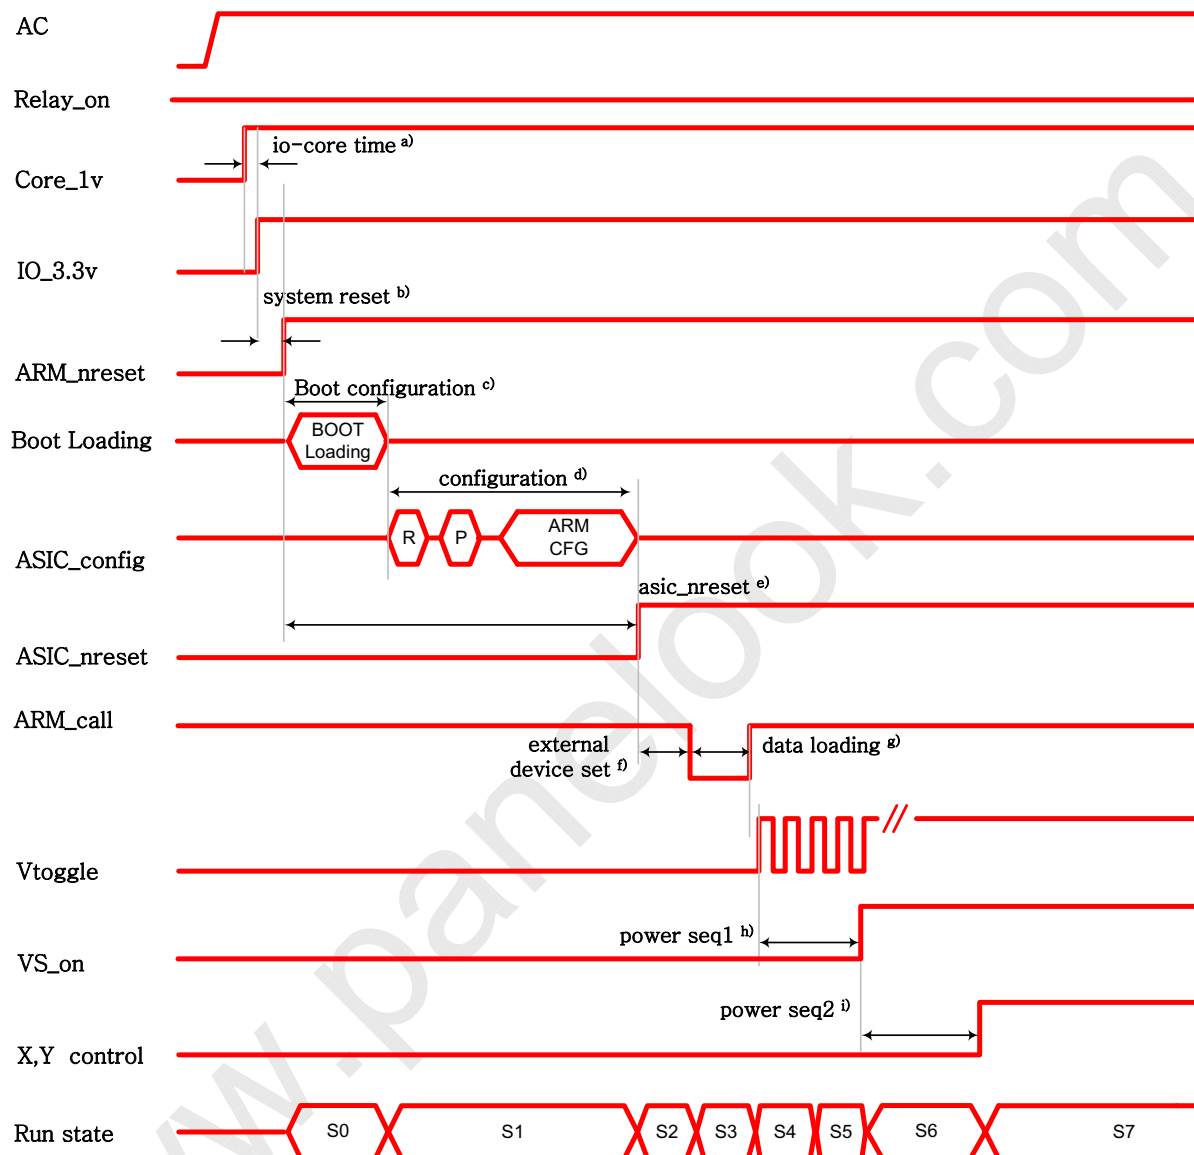 AC
Relay_on
io-core time a)
Core_1v
IO_3.3v
system reset b)
ARM_nreset
Boot configuration c)
Boot Loading
BOOT
Loading
configuration d)
R
P
ARM
CFG
ASIC_config
asic_nreset e)
ASIC_nreset
ARM_call
external
device set f)
data loading g)
Vtoggle
power seq1 h)
VS_on
power seq2 i)
X,Y control
Run state
S0
S1
S2
S3
S4
S5
S6
S7
w.panelook.com